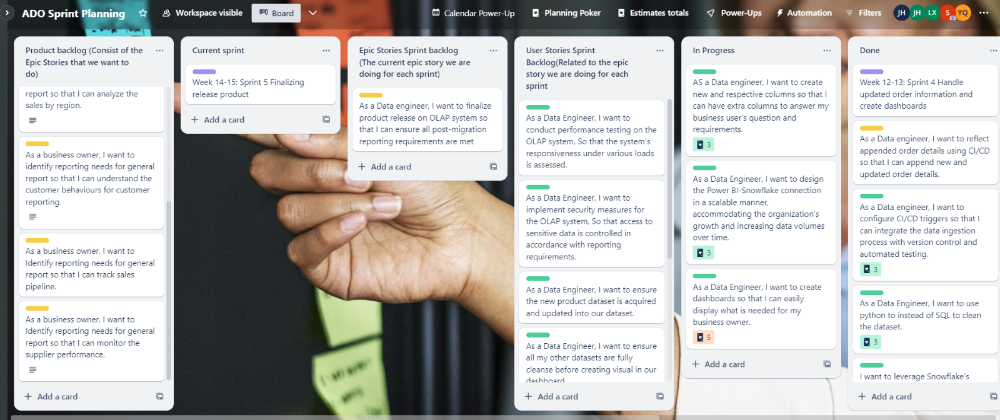 ADO Sprint Planning
Workspace visible
Board
Calendar Power-Up
Planning Poker
Estimates totals
Power-Ups
Automation
Filters
JH
JH
LX
S
YQ
Product backlog (Consist of the
Epic Stories that we want to
do)
report so that I can analyze the
sales by region.
As a business owner, I want to
identify reporting needs for general
report so that I can understand the
customer behaviours for customer
reporting.
As a business owner, I want to
Identify reporting needs for general
report so that I can track sales
pipeline.
As a business owner, I want to
Identify reporting needs for general
report so that I can monitor the
supplier performance.
+ Add a card
Current sprint
Week 14-15: Sprint 5 Finalizing
release product
+ Add a card
Epic Stories Sprint backlog
(The current epic story we are
doing for each sprint)
As a Data engineer, I want to finalize
product release on OLAP system so
that I can ensure all post-migration
reporting requirements are met
+ Add a card
User Stories Sprint
Backlog(Related to the epic
story we are doing for each
sprint
As a Data Engineer, I want to
conduct performance testing on the
OLAP system, So that the system's
responsiveness under various loads
is assessed.
As a Data Engineer, I want to
implement security measures for
the OLAP system, So that access to
sensitive data is controlled in
accordance with reporting
requirements.
As a Data Engineer, I want to ensure
the new product dataset is acquired
and updated into our dataset.
As a Data Engineer, I want to ensure
all my other datasets are fully
cleanse before creating visual in our
dashboard
+ Add a card
In Progress
AS a Data engineer, I want to create
new and respective columns so that I
can have extra columns to answer my
business user's question and
requirements.
3
As a Data Engineer, I want to design
the Power BI-Snowflake connection
in a scalable manner,
accommodating the organization's
growth and increasing data volumes
over time.
3
As a Data Engineer, I want to create
dashboards so that I can easily
display what is needed for my
business owner.
5
+ Add a card
Done
Week 12-13: Sprint 4 Handle
updated order information and
create dashboards
As a Data engineer, I want to reflect
appended order details using CI/CD
so that I can append new and
updated order details.
As a Data engineer, I want to
configure CI/CD triggers so that I
can integrate the data ingestion
process with version control and
automated testing.
3
As a Data Engineer, I want to use
python to instead of SQL to clean
the dataset.
3
I want to leverage Snowflake's
+ Add a card